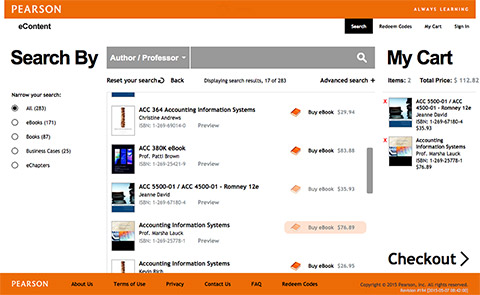 PEARSON
ALWAYS LEARNING
eContent
Search
Redeem Codes
My Cart
Sign In
Search By
Author / Professor
My Cart
Reset your search
Back
Displaying search results, 17 of 283
Advanced search +
Items: 2 Total Price: $ 112.82
Narrow your search:
All (283)
eBooks (171)
Books (87)
Business Cases (25)
eChapters
ACC 364 Accounting Information Systems
Christine Andrews
ISBN: 1-269-69014-0 Preview
Buy eBook $29.94
ACC 380K eBook
Prof. Patti Brown
ISBN: 1-269-25421-9 Preview
Buy eBook $83.88
ACC 5500-01 / ACC 4500-01 - Romney 12e
Jeanne David
ISBN: 1-269-67180-4 Preview
Buy eBook $35.93
Accounting Information Systems
Prof. Marsha Lauck
ISBN: 1-269-25778-1 Preview
Buy eBook $76.89
Accounting Information Systems
Kevin Rich
Buy eBook $26.95
X
ACC 5500-01 / ACC
4500-01 - Romney 12e
Jeanne David
ISBN: 1-269-67180-4
$35.93
X
Accounting
Information Systems
Prof. Marsha Lauck
ISBN: 1-269-25778-1
$76.89
Checkout
PEARSON
About Us
Terms of Use
Privacy
Contact Us
FAQ
Redeem Codes
Copyright © 2015 Pearson, Inc. All rights reserved.